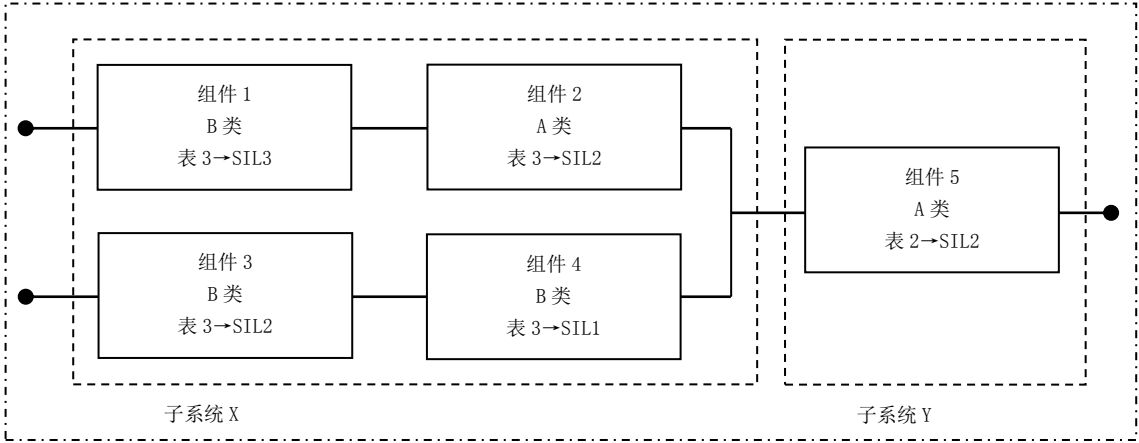 组件 1
B 类
表 3→SIL3
组件 2
A 类
表 3→SIL2
组件 3
B 类
表 3→SIL2
组件 4
B 类
表 3→SIL1
组件 5
A 类
表 2→SIL2
子系统 X
子系统 Y